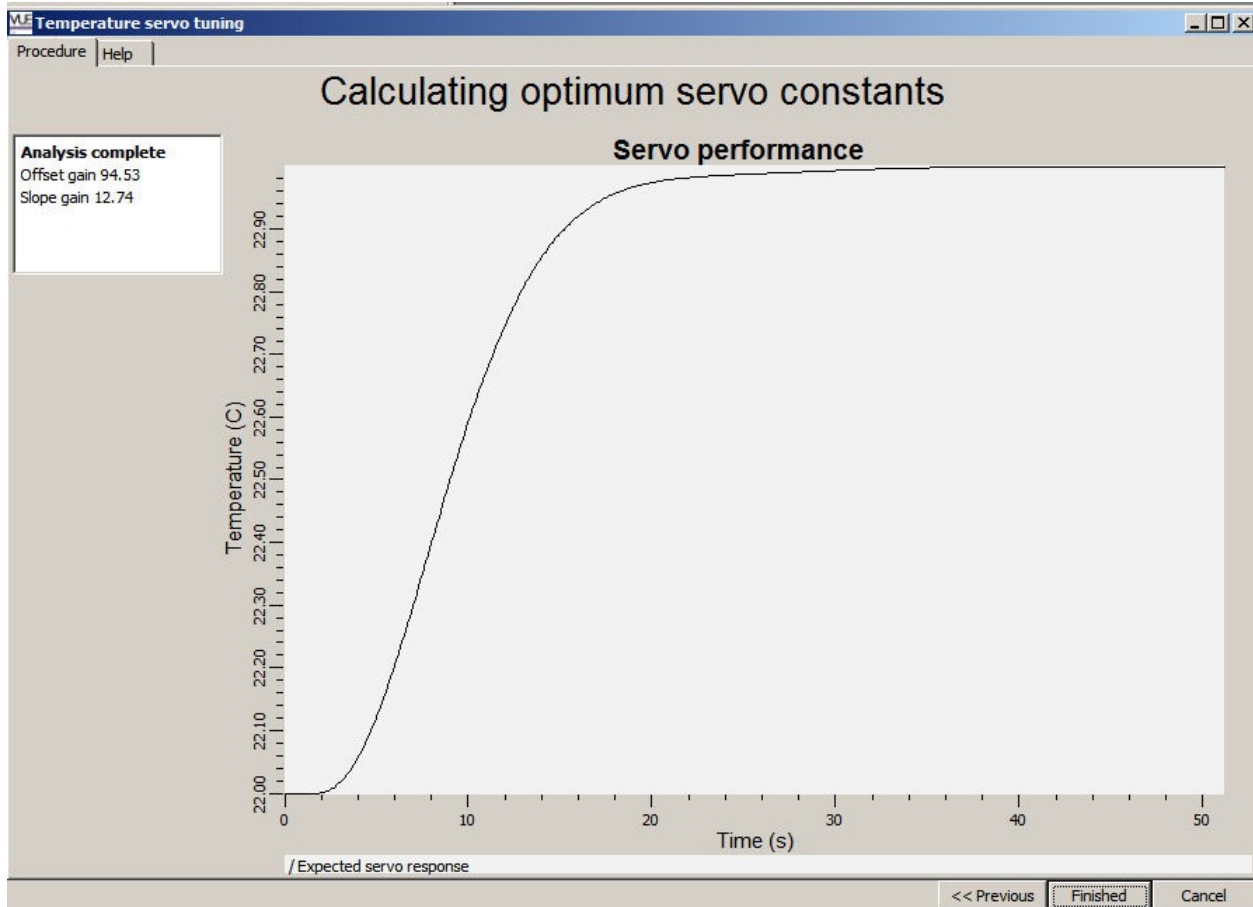 VUE Temperature servo tuning
Procedure Help
Calculating optimum servo constants
Analysis complete
Offset gain 94.53
Slope gain 12.74
Servo performance
Temperature (C)
22.90
22.80
22.70
22.60
22.50
22.40
22.30
22.20
22.10
22.00
0 10 20 30 40 50
Time (s)
/ Expected servo response
<< Previous Finished Cancel